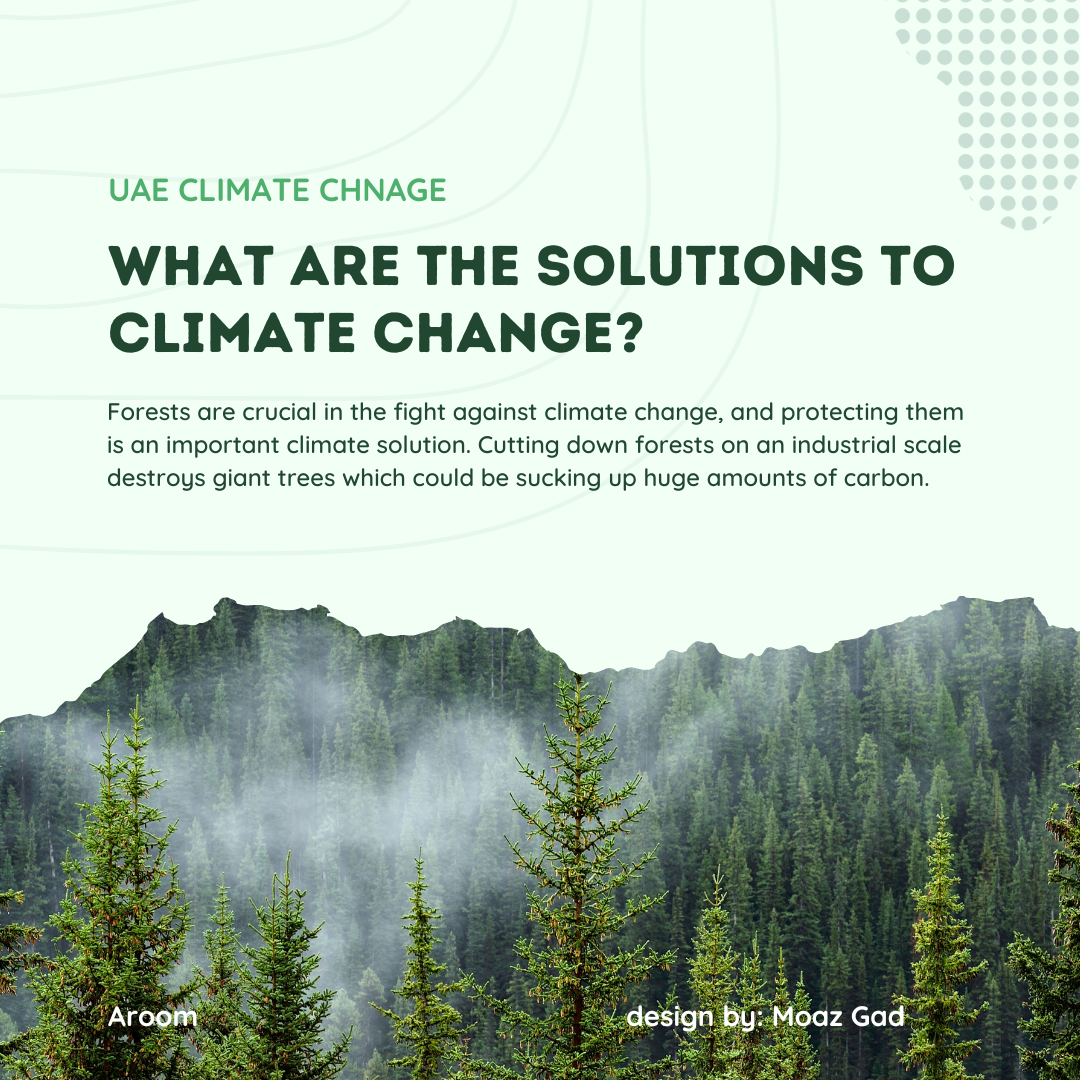 UAE CLIMATE CHNAGE
WHAT ARE THE SOLUTIONS TO
CLIMATE CHANGE?
Forests are crucial in the fight against climate change, and protecting them
is an important climate solution. Cutting down forests on an industrial scale
destroys giant trees which could be sucking up huge amounts of carbon.
Aroom
design by: Moaz Gad